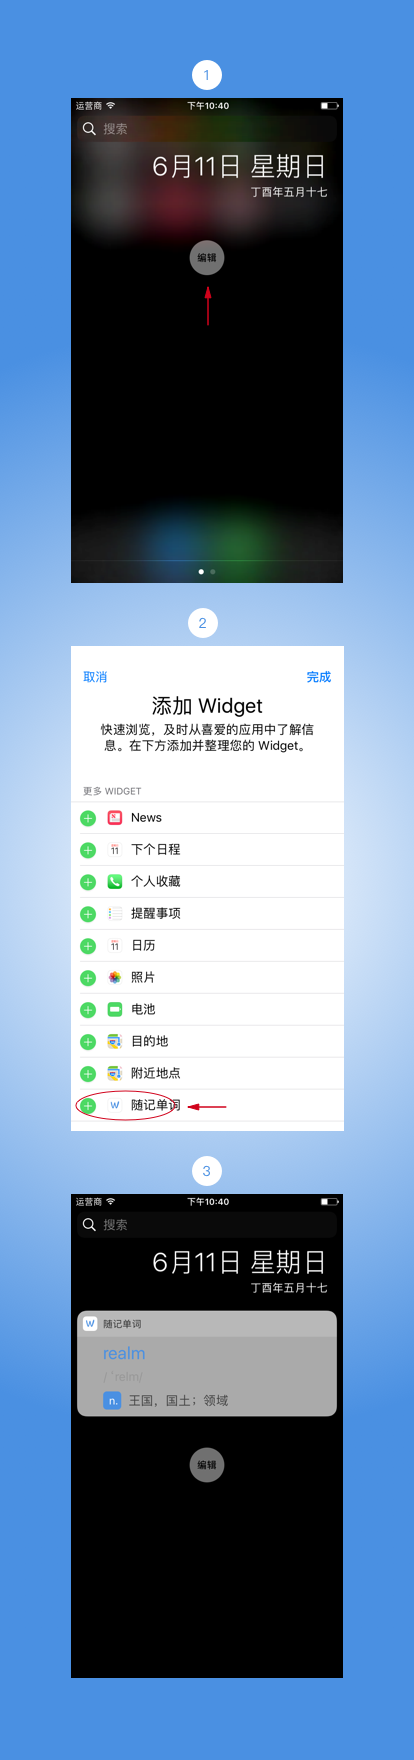 1
运营商 下午10:40
搜索
6月11日 星期日
丁酉年五月十七
编辑
2
取消 完成
添加 Widget
快速浏览，及时从喜爱的应用中了解信
息。在下方添加并整理您的 Widget。
更多 WIDGET
News
11 下个日程
个人收藏
提醒事项
11 日历
照片
电池
目的地
附近地点
W 随记单词
3
运营商 下午10:40
搜索
6月11日 星期日
丁酉年五月十七
W 随记单词
realm
/ ˈrelm/
n. 王国，国土；领域
编辑